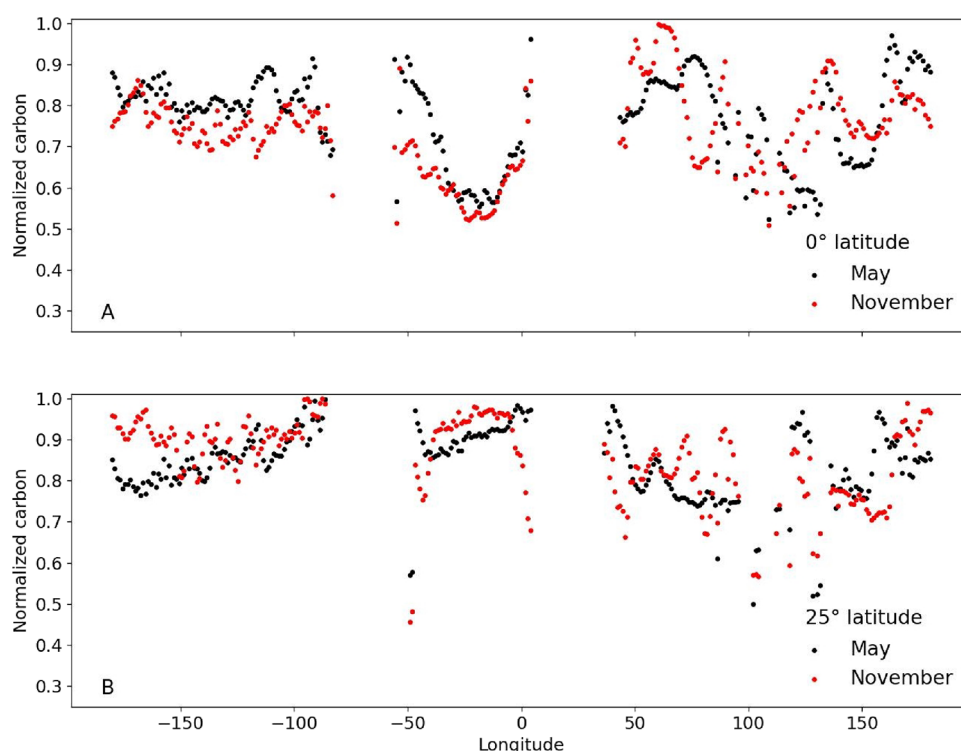 1.0
0.9
0.8
0.7
0.6
0.5
0.4
0.3
Normalized carbon
A
0° latitude
May
November
1.0
0.9
0.8
0.7
0.6
0.5
0.4
0.3
Normalized carbon
B
25° latitude
May
November
−150 −100 −50 0 50 100 150
Longitude